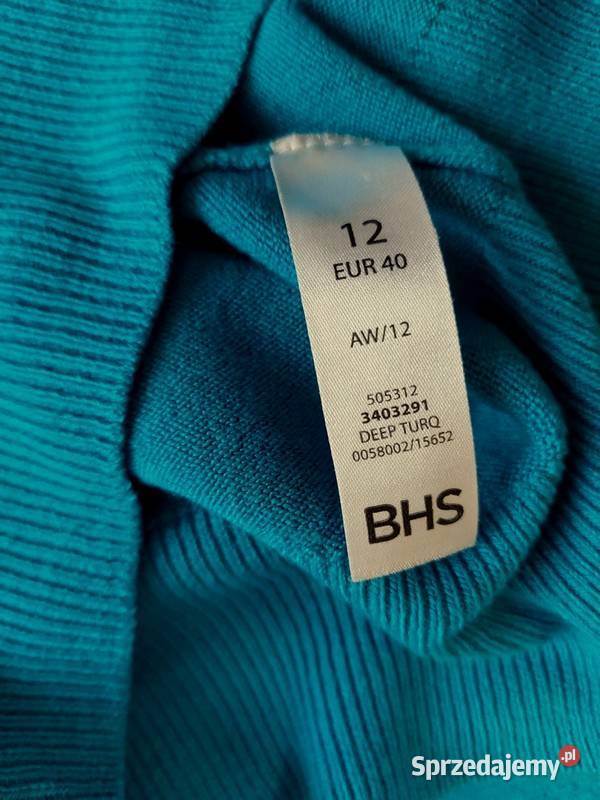 12
EUR 40
AW/12
505312
3403291
DEEP TURQ
0058002/15652
BHS
Sprzedajemy.pl